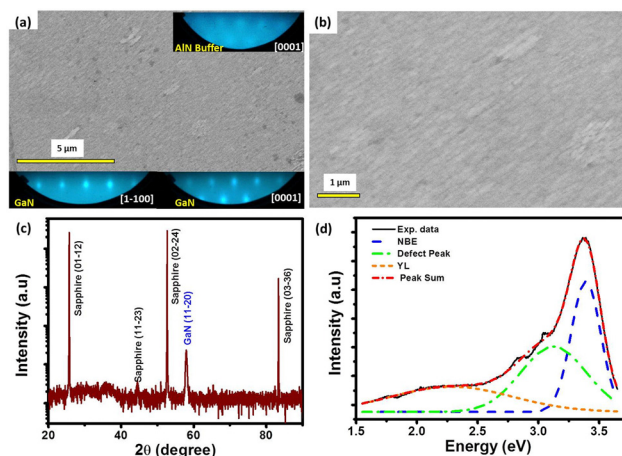 (a)
AlN Buffer
[0001]
5 µm
GaN
[1-100]
GaN
[0001]
(b)
1 µm
(c)
Intensity (a.u)
Sapphire (01-12)
Sapphire (11-23)
Sapphire (02-24)
GaN (11-20)
Sapphire (03-36)
20
40
60
80
2θ (degree)
(d)
Intensity (a.u)
Exp. data
NBE
Defect Peak
YL
Peak Sum
1.5
2.0
2.5
3.0
3.5
Energy (eV)